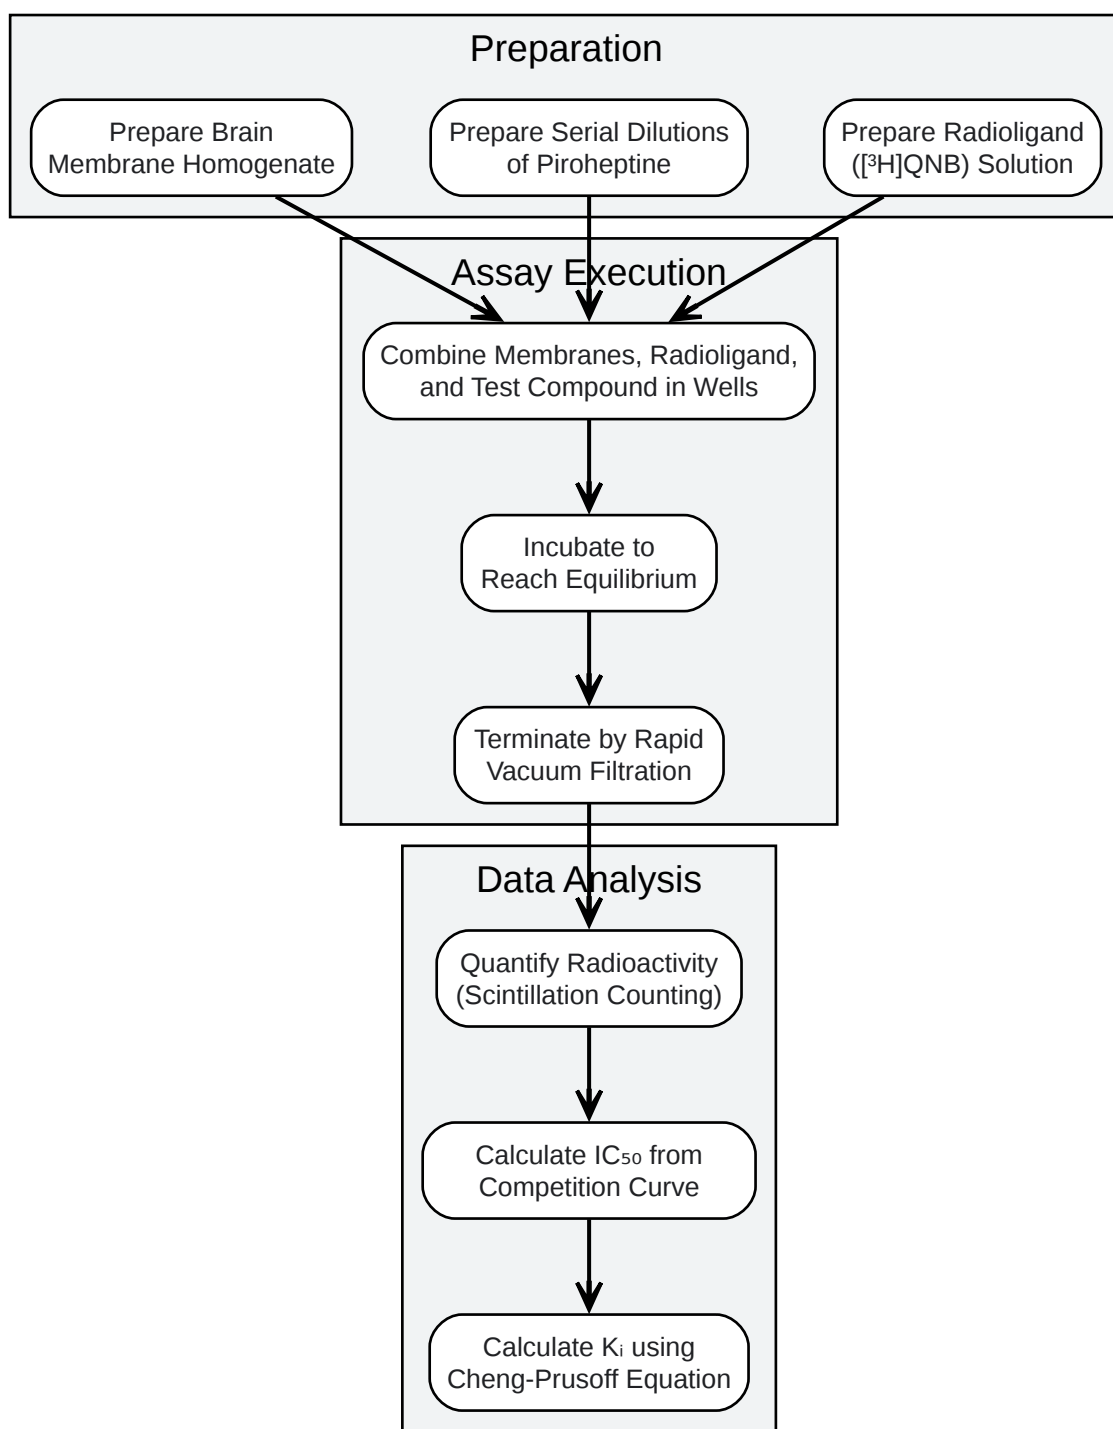 Preparation
Prepare Brain
Membrane Homogenate
Prepare Serial Dilutions
of Piroheptine
Prepare Radioligand
([³H]QNB) Solution
Assay Execution
Combine Membranes, Radioligand,
and Test Compound in Wells
Incubate to
Reach Equilibrium
Terminate by Rapid
Vacuum Filtration
Data Analysis
Quantify Radioactivity
(Scintillation Counting)
Calculate IC₅₀ from
Competition Curve
Calculate Kᵢ using
Cheng-Prusoff Equation